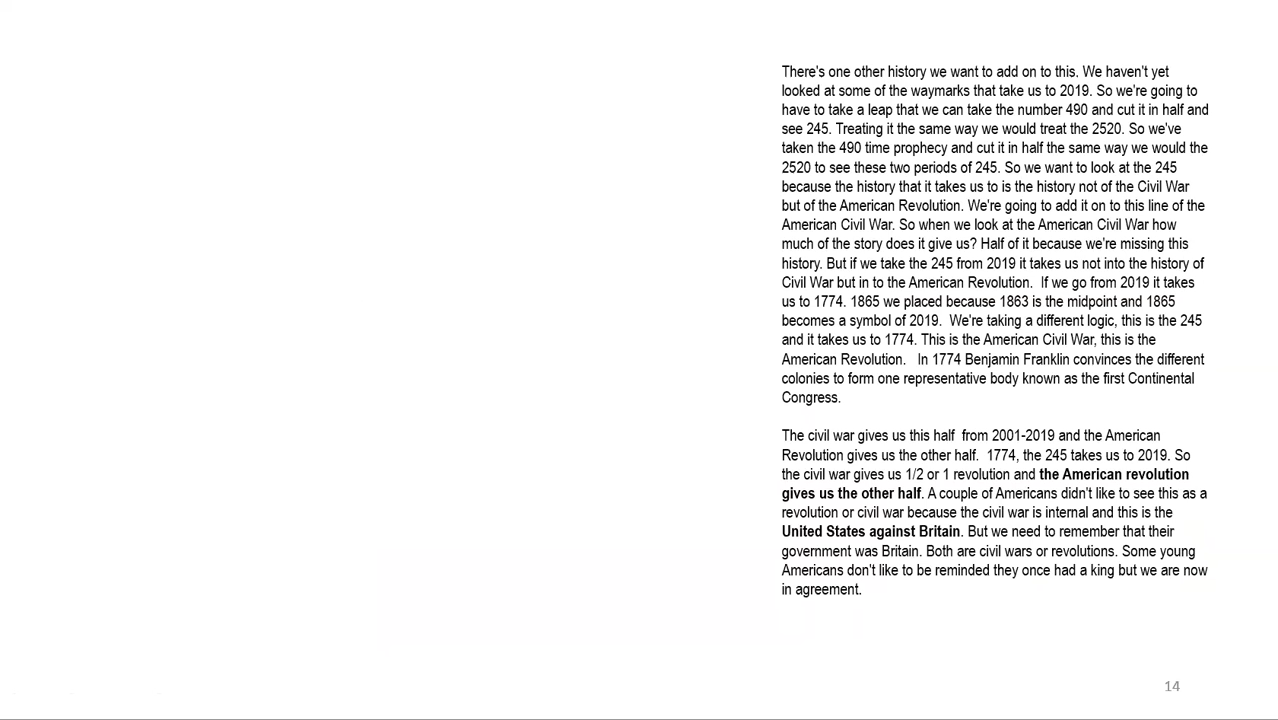 There's one other history we want to add on to this. We haven't yet
looked at some of the waymarks that take us to 2019. So we're going to
have to take a leap that we can take the number 490 and cut it in half and
see 245. Treating it the same way we would treat the 2520. So we've
taken the 490 time prophecy and cut it in half the same way we would the
2520 to see these two periods of 245. So we want to look at the 245
because the history that it takes us to is the history not of the Civil War
but of the American Revolution. We're going to add it on to this line of the
American Civil War. So when we look at the American Civil War how
much of the story does it give us? Half of it because we're missing this
history. But if we take the 245 from 2019 it takes us not into the history of
Civil War but in to the American Revolution. If we go from 2019 it takes
us to 1774. 1865 we placed because 1863 is the midpoint and 1865
becomes a symbol of 2019. We're taking a different logic, this is the 245
and it takes us to 1774. This is the American Civil War, this is the
American Revolution. In 1774 Benjamin Franklin convinces the different
colonies to form one representative body known as the first Continental
Congress.
The civil war gives us this half from 2001-2019 and the American
Revolution gives us the other half. 1774, the 245 takes us to 2019. So
the civil war gives us 1/2 or 1 revolution and the American revolution
gives us the other half. A couple of Americans didn't like to see this as a
revolution or civil war because the civil war is internal and this is the
United States against Britain. But we need to remember that their
government was Britain. Both are civil wars or revolutions. Some young
Americans don't like to be reminded they once had a king but we are now
in agreement.
14